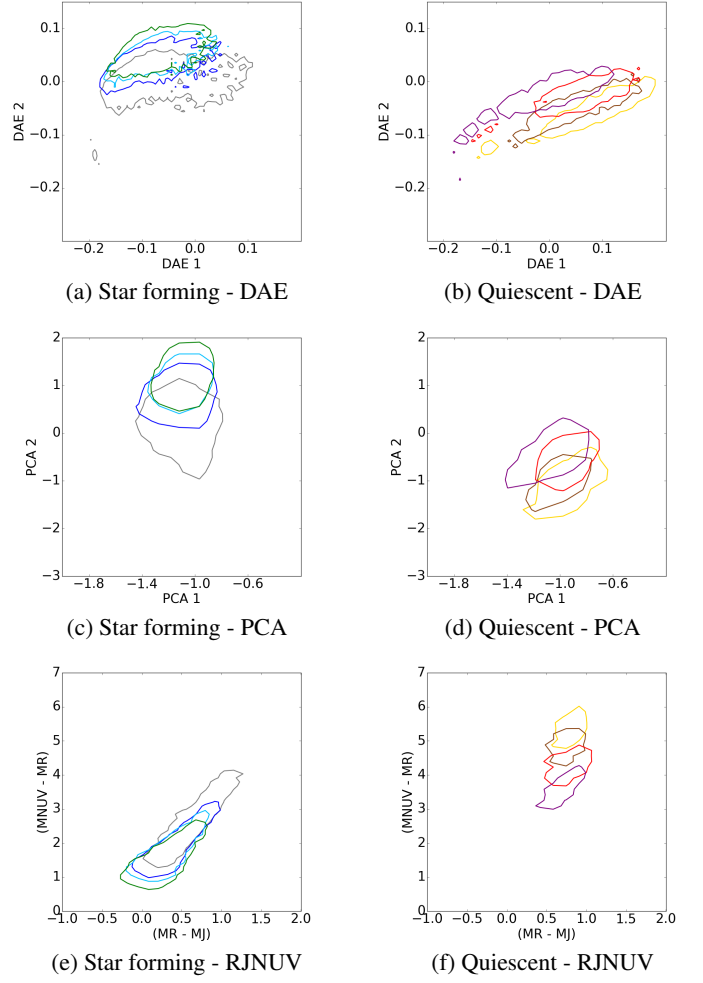 0.1
0.0
−0.1
−0.2
DAE 2
−0.2 −0.1 0.0 0.1
DAE 1
(a) Star forming - DAE
0.1
0.0
−0.1
−0.2
DAE 2
−0.2 −0.1 0.0 0.1
DAE 1
(b) Quiescent - DAE
2
1
0
−1
−2
−3
PCA 2
−1.8 −1.4 −1.0 −0.6
PCA 1
(c) Star forming - PCA
2
1
0
−1
−2
−3
PCA 2
−1.8 −1.4 −1.0 −0.6
PCA 1
(d) Quiescent - PCA
7
6
5
4
3
2
1
0
(MNUV - MR)
−1.0 −0.5 0.0 0.5 1.0 1.5 2.0
(MR - MJ)
(e) Star forming - RJNUV
7
6
5
4
3
2
1
0
(MNUV - MR)
−1.0 −0.5 0.0 0.5 1.0 1.5 2.0
(MR - MJ)
(f) Quiescent - RJNUV